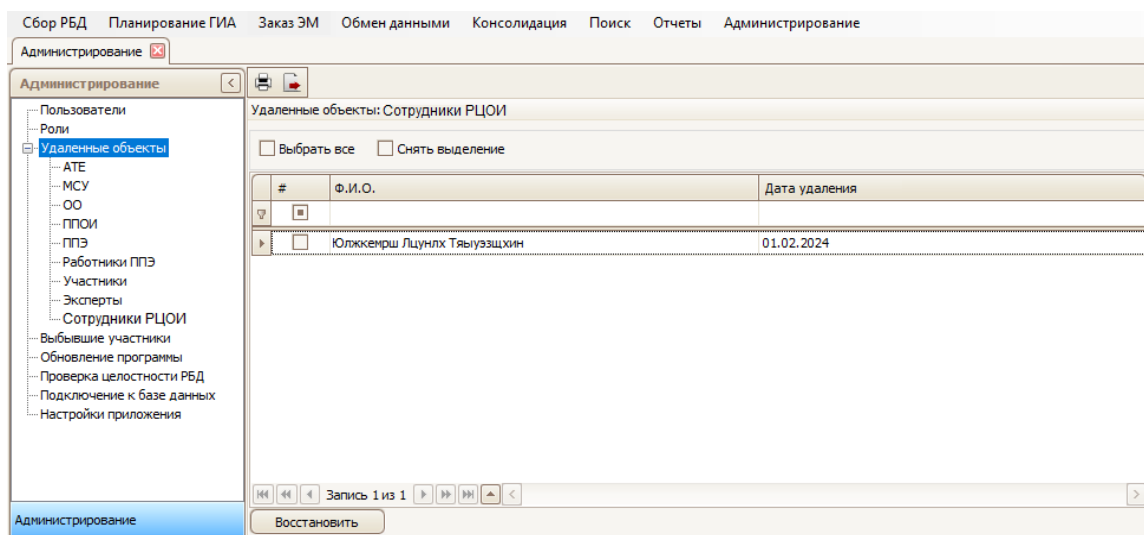 Сбор РБД Планирование ГИА Заказ ЭМ Обмен данными Консолидация Поиск Отчеты Администрирование
Администрирование
Администрирование
Удаленные объекты: Сотрудники РЦОИ
Пользователи
Роли
Удаленные объекты
АТЕ
МСУ
ОО
ППОИ
ППЭ
Работники ППЭ
Участники
Эксперты
Сотрудники РЦОИ
Выбывшие участники
Обновление программы
Проверка целостности РБД
Подключение к базе данных
Настройки приложения
Администрирование
Выбрать все Снять выделение
# Ф.И.О. Дата удаления
Юлжкемрш Лцунлх Тяыуэзщхин 01.02.2024
Запись 1 из 1
Восстановить